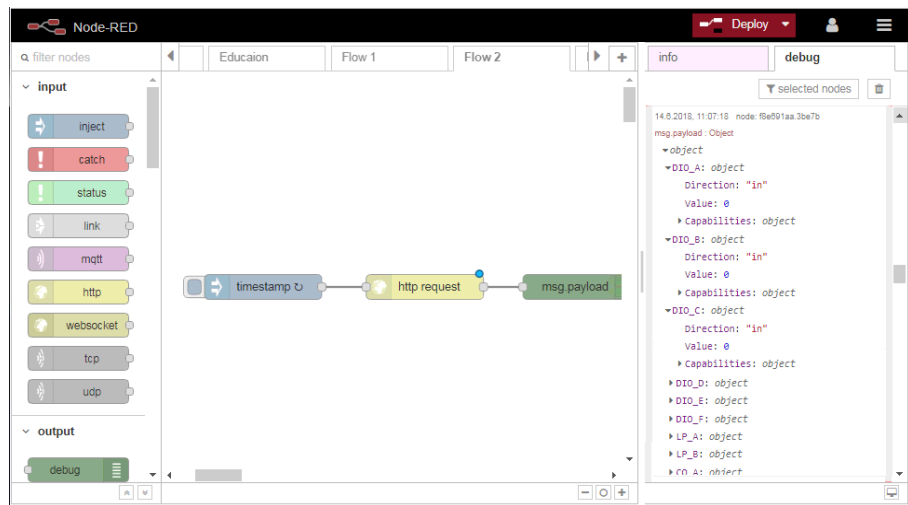 Node-RED
Deploy
filter nodes
Educaion
Flow 1
Flow 2
info
debug
input
inject
catch
status
link
mqtt
http
websocket
tcp
udp
output
debug
timestamp ↻
http request
msg.payload
selected nodes
14.6.2018, 11:07:18 node: f8e691aa.3be7b
msg.payload : Object
object
DIO_A: object
Direction: "in"
Value: 0
Capabilities: object
DIO_B: object
Direction: "in"
Value: 0
Capabilities: object
DIO_C: object
Direction: "in"
Value: 0
Capabilities: object
DIO_D: object
DIO_E: object
DIO_F: object
LP_A: object
LP_B: object
CO_A: object